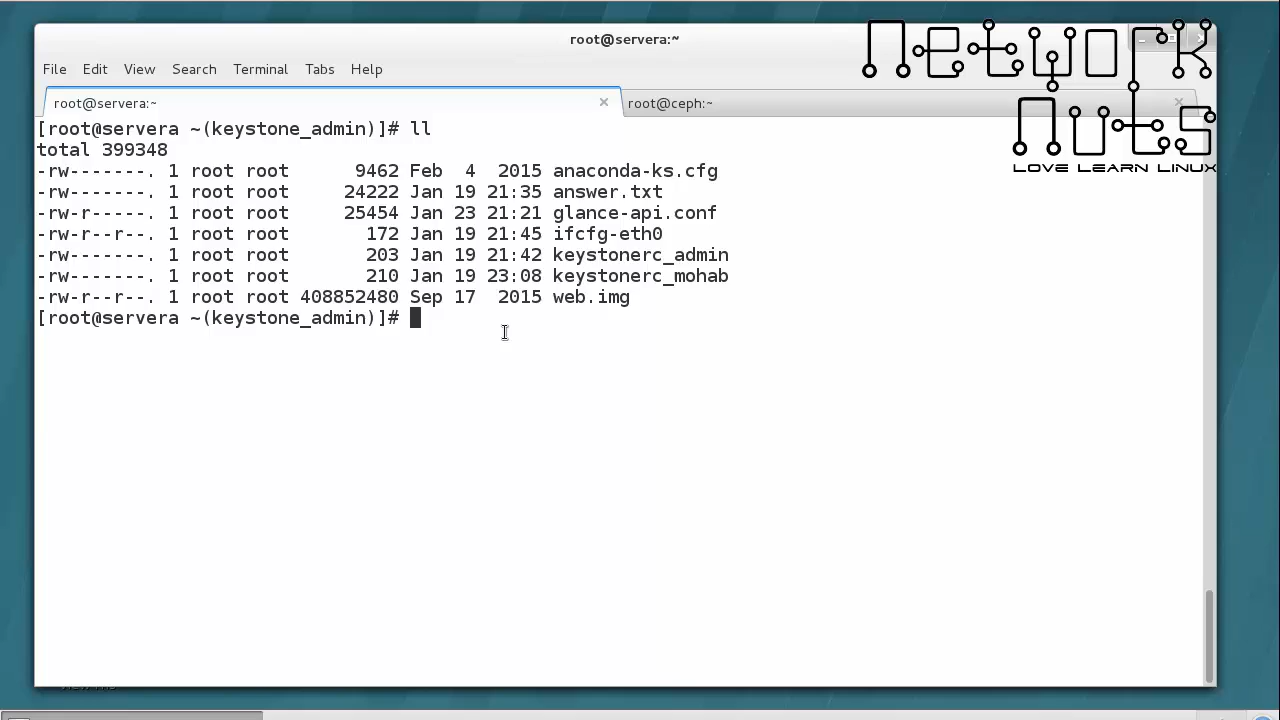 root@servera:~
File Edit View Search Terminal Tabs Help
root@servera:~ × root@ceph:~ ×
[root@servera ~(keystone_admin)]# ll
total 399348
-rw-------. 1 root root      9462 Feb  4  2015 anaconda-ks.cfg
-rw-------. 1 root root     24222 Jan 19 21:35 answer.txt
-rw-r-----. 1 root root     25454 Jan 23 21:21 glance-api.conf
-rw-r--r--. 1 root root       172 Jan 19 21:45 ifcfg-eth0
-rw-------. 1 root root       203 Jan 19 21:42 keystonerc_admin
-rw-------. 1 root root       210 Jan 19 23:08 keystonerc_mohab
-rw-r--r--. 1 root root 408852480 Sep 17  2015 web.img
[root@servera ~(keystone_admin)]#
NetworK
NuTS
LOVE LEARN LINUX